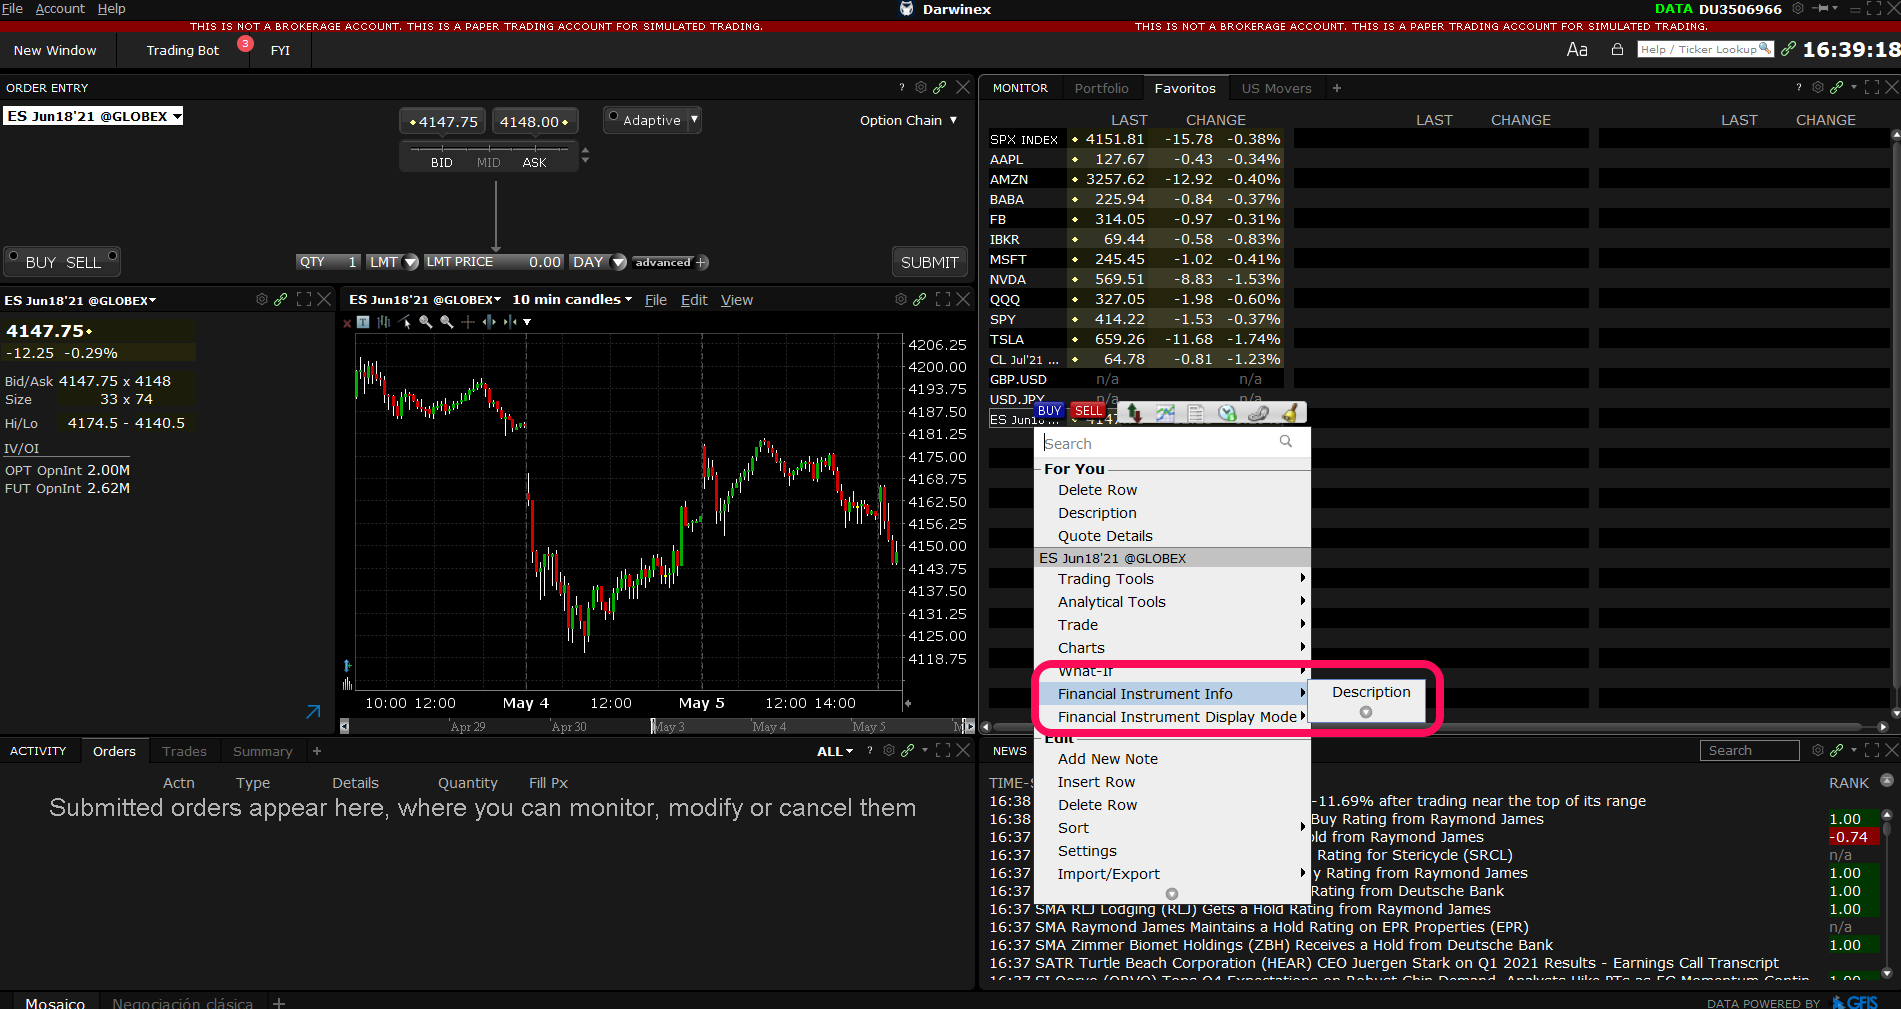 File Account Help
Darwinex
DATA DU3506966
THIS IS NOT A BROKERAGE ACCOUNT. THIS IS A PAPER TRADING ACCOUNT FOR SIMULATED TRADING.
THIS IS NOT A BROKERAGE ACCOUNT. THIS IS A PAPER TRADING ACCOUNT FOR SIMULATED TRADING.
New Window Trading Bot 3 FYI
Aa Help / Ticker Lookup 16:39:18
ORDER ENTRY ?
ES Jun18'21 @GLOBEX
4147.75 4148.00 Adaptive
Option Chain
BID MID ASK
BUY SELL
QTY 1 LMT LMT PRICE 0.00 DAY advanced +
SUBMIT
ES Jun18'21 @GLOBEX
4147.75
-12.25 -0.29%
Bid/Ask 4147.75 x 4148
Size 33 x 74
Hi/Lo 4174.5 - 4140.5
IV/OI
OPT OpnInt 2.00M
FUT OpnInt 2.62M
ES Jun18'21 @GLOBEX 10 min candles File Edit View
4206.25
4200.00
4193.75
4187.50
4181.25
4175.00
4168.75
4162.50
4156.25
4150.00
4143.75
4137.50
4131.25
4125.00
4118.75
10:00 12:00 May 4 12:00 May 5 12:00 14:00
Apr 29 Apr 30 May 3 May 4 May 5
MONITOR Portfolio Favoritos US Movers + ?
LAST CHANGE LAST CHANGE LAST CHANGE
SPX INDEX 4151.81 -15.78 -0.38%
AAPL 127.67 -0.43 -0.34%
AMZN 3257.62 -12.92 -0.40%
BABA 225.94 -0.84 -0.37%
FB 314.05 -0.97 -0.31%
IBKR 69.44 -0.58 -0.83%
MSFT 245.45 -1.02 -0.41%
NVDA 569.51 -8.83 -1.53%
QQQ 327.05 -1.98 -0.60%
SPY 414.22 -1.53 -0.37%
TSLA 659.26 -11.68 -1.74%
CL Jul'21 ... 64.78 -0.81 -1.23%
GBP.USD n/a n/a
USD.JPY n/a n/a
ES Jun18 ... 4147
BUY SELL
Search
For You
Delete Row
Description
Quote Details
ES Jun18'21 @GLOBEX
Trading Tools
Analytical Tools
Trade
Charts
What-If
Financial Instrument Info
Description
Financial Instrument Display Mode
Edit
Add New Note
Insert Row
Delete Row
Sort
Settings
Import/Export
ACTIVITY Orders Trades Summary + ALL ?
Actn Type Details Quantity Fill Px
Submitted orders appear here, where you can monitor, modify or cancel them
NEWS Search
TIME- RANK
16:38 -11.69% after trading near the top of its range
16:38 Buy Rating from Raymond James 1.00
16:37 ld from Raymond James -0.74
16:37 Rating for Stericycle (SRCL) n/a
16:37 y Rating from Raymond James 1.00
16:37 Rating from Deutsche Bank 1.00
16:37 SMA RLJ Lodging (RLJ) Gets a Hold Rating from Raymond James 1.00
16:37 SMA Raymond James Maintains a Hold Rating on EPR Properties (EPR) n/a
16:37 SMA Zimmer Biomet Holdings (ZBH) Receives a Hold from Deutsche Bank 1.00
16:37 SATR Turtle Beach Corporation (HEAR) CEO Juergen Stark on Q1 2021 Results - Earnings Call Transcript
Mosaico Negociación clásica +
DATA POWERED BY GFIS